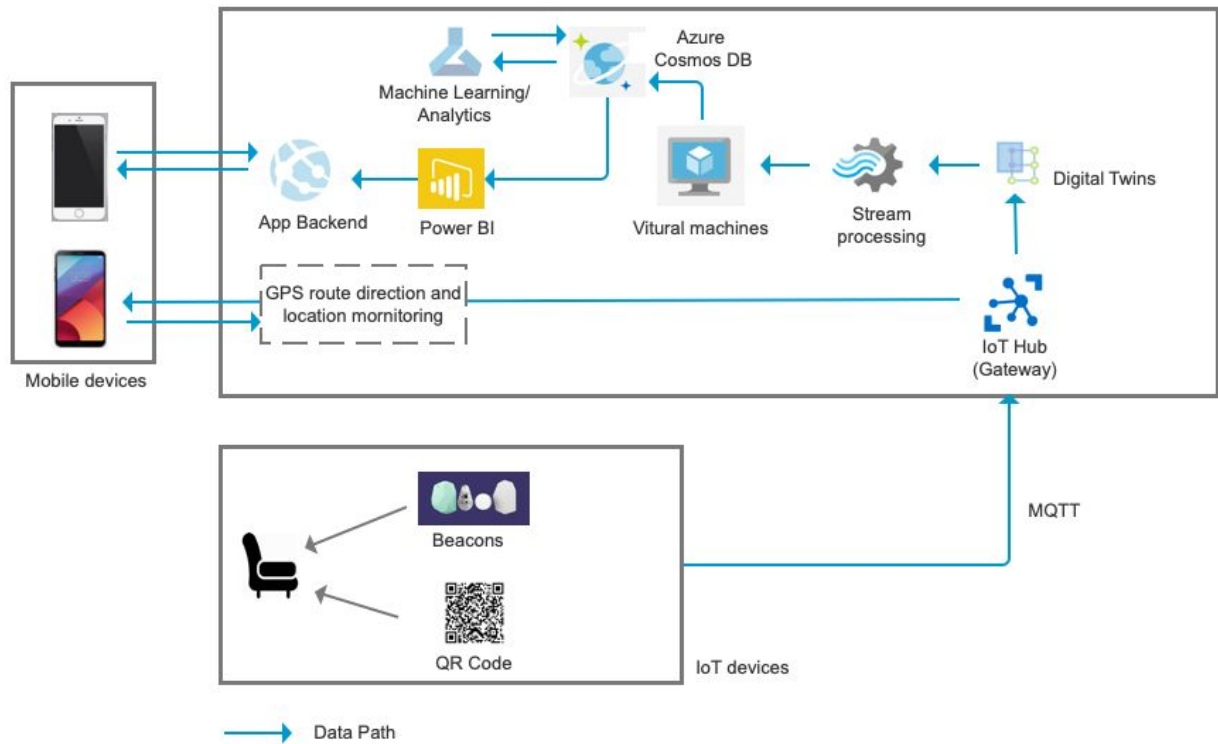 Azure
Cosmos DB
Machine Learning/
Analytics
App Backend
Power BI
Vitural machines
Stream
processing
Digital Twins
GPS route direction and
location mornitoring
IoT Hub
(Gateway)
Mobile devices
Beacons
MQTT
QR Code
IoT devices
Data Path